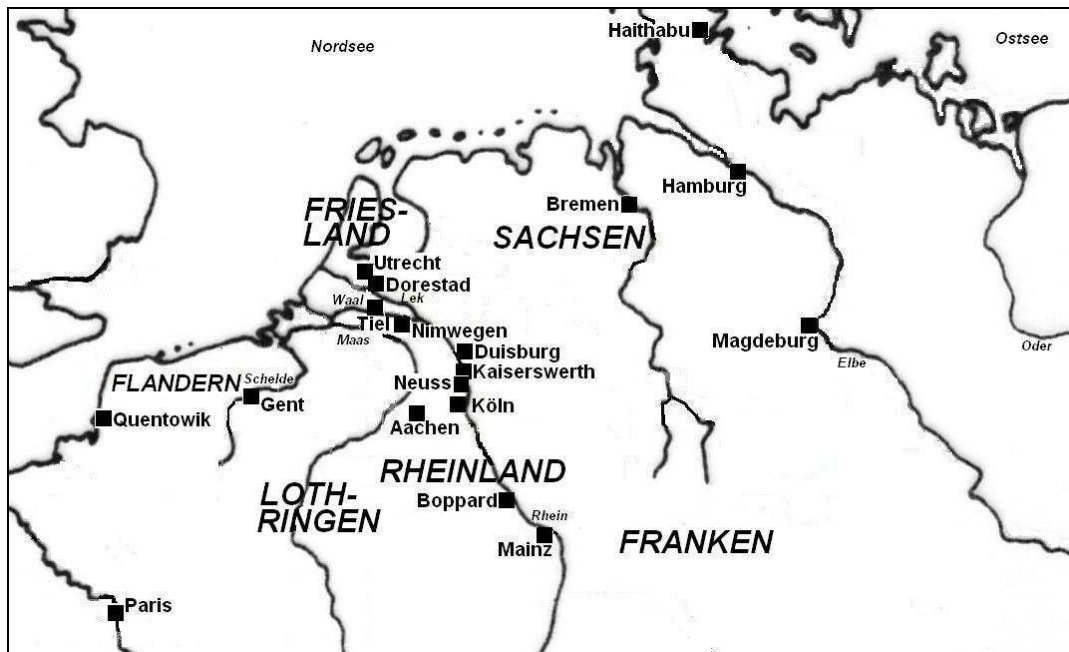 Haithabu
Nordsee
Ostsee
Hamburg
Bremen
FRIES-
LAND
SACHSEN
Utrecht
Dorestad
Waal
Lek
Tiel
Nimwegen
Maas
Magdeburg
Oder
Duisburg
Elbe
Kaiserswerth
FLANDERN
Schelde
Neuss
Gent
Köln
Quentowik
Aachen
RHEINLAND
LOTH-
RINGEN
Boppard
Rhein
Mainz
FRANKEN
Paris